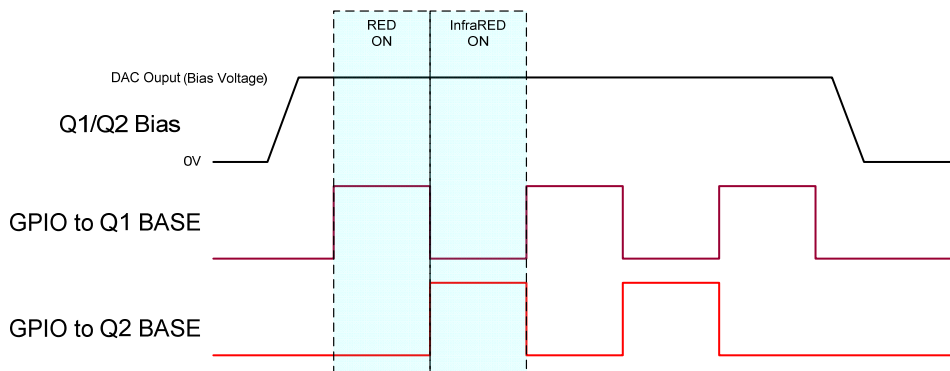 RED
ON
InfraRED
ON
DAC Ouput (Bias Voltage)
Q1/Q2 Bias
0V
GPIO to Q1 BASE
GPIO to Q2 BASE